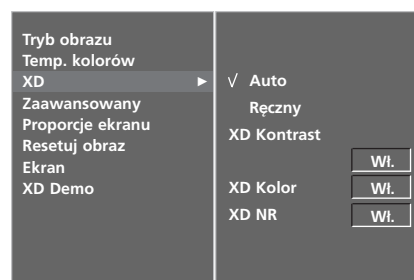 Tryb obrazu
Temp. kolorów
XD
Zaawansowany
Proporcje ekranu
Resetuj obraz
Ekran
XD Demo
√ Auto
Ręczny
XD Kontrast
Wł.
XD Kolor Wł.
XD NR Wł.